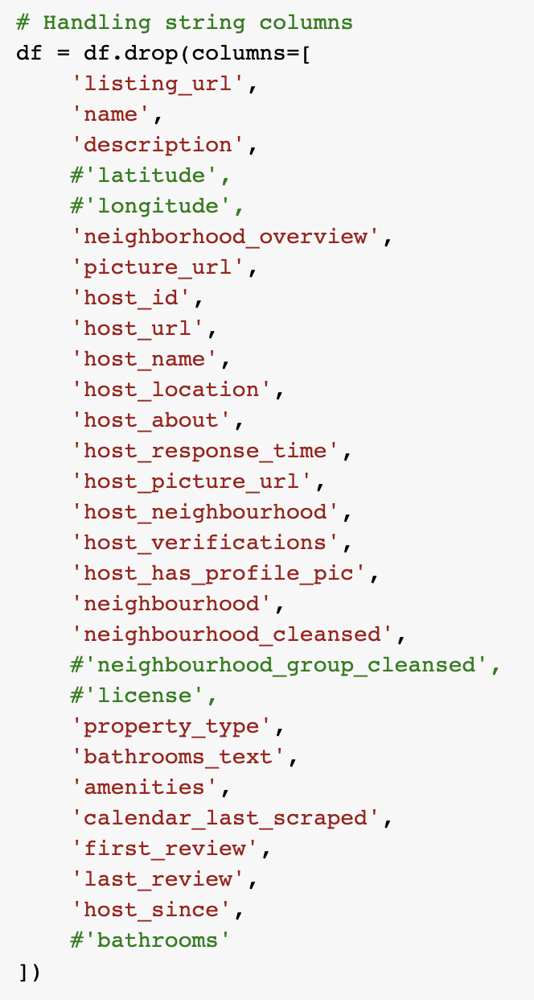 # Handling string columns
df = df.drop(columns=[
    'listing_url',
    'name',
    'description',
    #'latitude',
    #'longitude',
    'neighborhood_overview',
    'picture_url',
    'host_id',
    'host_url',
    'host_name',
    'host_location',
    'host_about',
    'host_response_time',
    'host_picture_url',
    'host_neighbourhood',
    'host_verifications',
    'host_has_profile_pic',
    'neighbourhood',
    'neighbourhood_cleansed',
    #'neighbourhood_group_cleansed',
    #'license',
    'property_type',
    'bathrooms_text',
    'amenities',
    'calendar_last_scraped',
    'first_review',
    'last_review',
    'host_since',
    #'bathrooms'
])